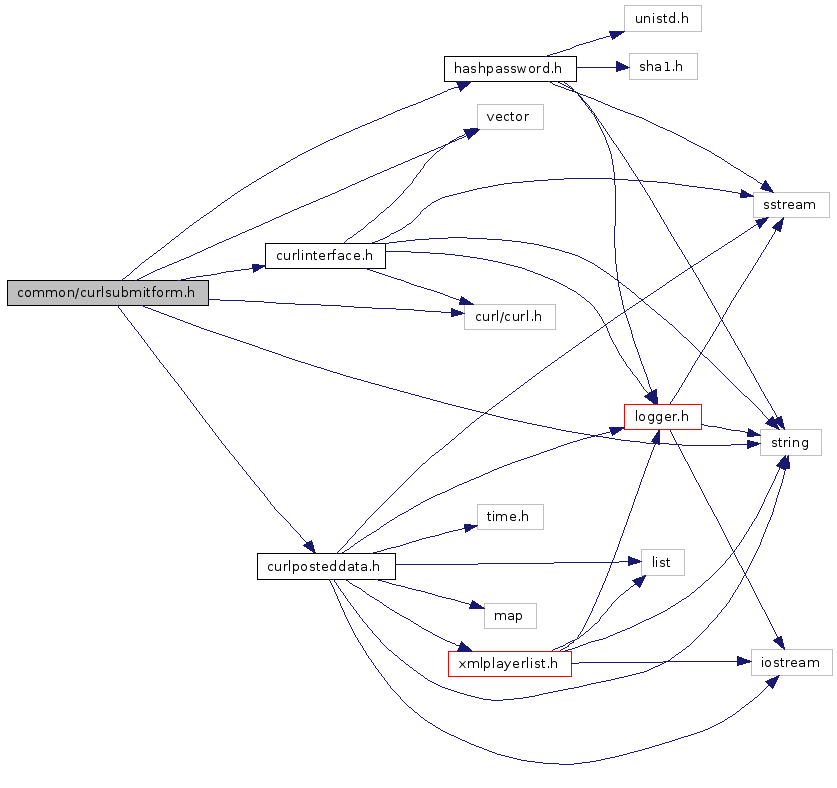 unistd.h
hashpassword.h
sha1.h
vector
sstream
curlinterface.h
common/curlsubmitform.h
curl/curl.h
logger.h
string
time.h
curlposteddata.h
list
map
xmlplayerlist.h
iostream